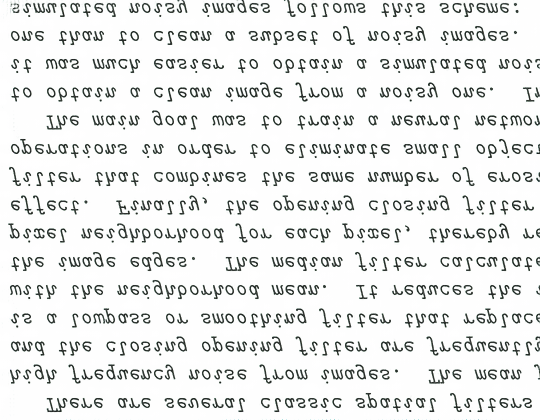 There are several classic spatial filters
high frequency noise from images. The mean
and the closing opening filter are frequently
is a lowpass or smoothing filter that replace
with the neighborhood mean. It reduces the
the image edges. The median filter calculate
pixel neighborhood for each pixel, thereby re
effect. Finally, the opening closing filter
filter that combines the same number of erosi
operations in order to eliminate small object
The main goal was to train a neural networ
to obtain a clean image from a noisy one. In
it was much easier to obtain a simulated nois
one than to clean a subset of noisy images.
simulated noisy images follows this scheme: